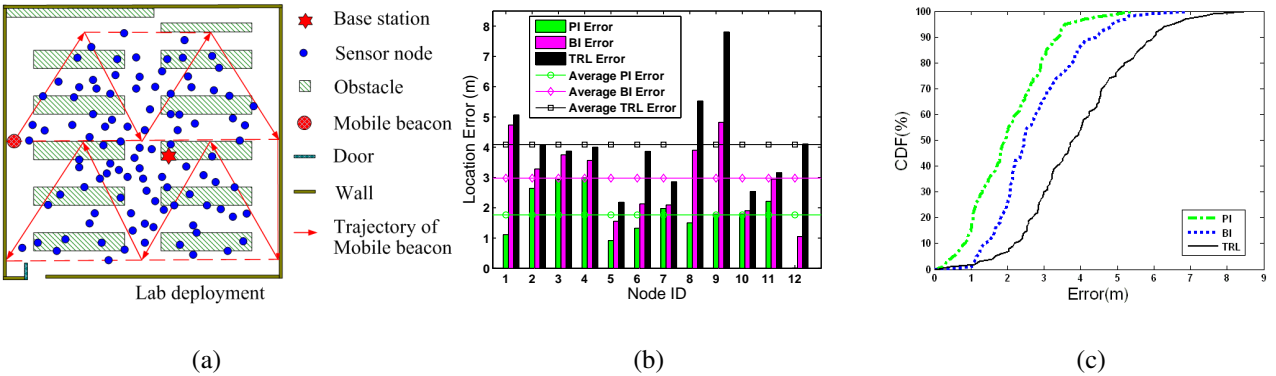 Base station
Sensor node
Obstacle
Mobile beacon
Door
Wall
Trajectory of
Mobile beacon
Lab deployment
(a)
Location Error (m)
8
7
6
5
4
3
2
1
0
PI Error
BI Error
TRL Error
Average PI Error
Average BI Error
Average TRL Error
1 2 3 4 5 6 7 8 9 10 11 12
Node ID
(b)
CDF(%)
100
90
80
70
60
50
40
30
20
10
0
PI
BI
TRL
0 1 2 3 4 5 6 7 8 9
Error(m)
(c)